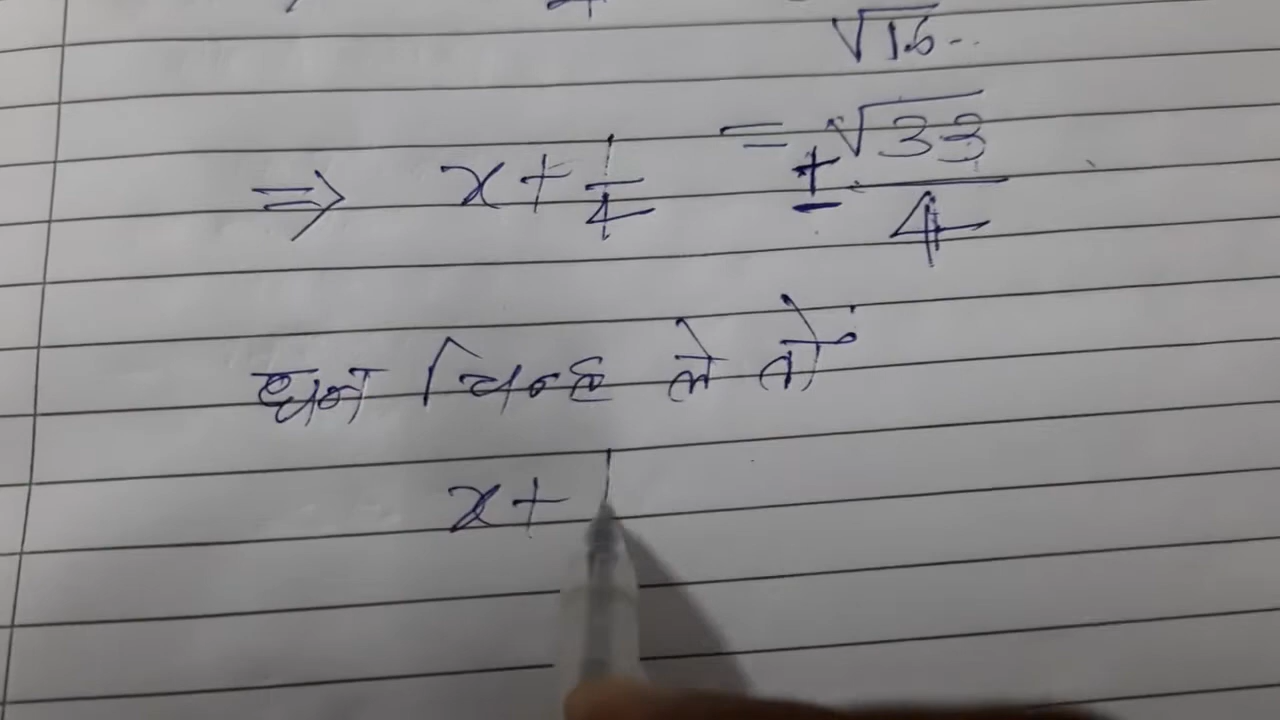 √16
⇒ x + 1/4 = ± √33/4
धन चिन्ह ले तों
x +